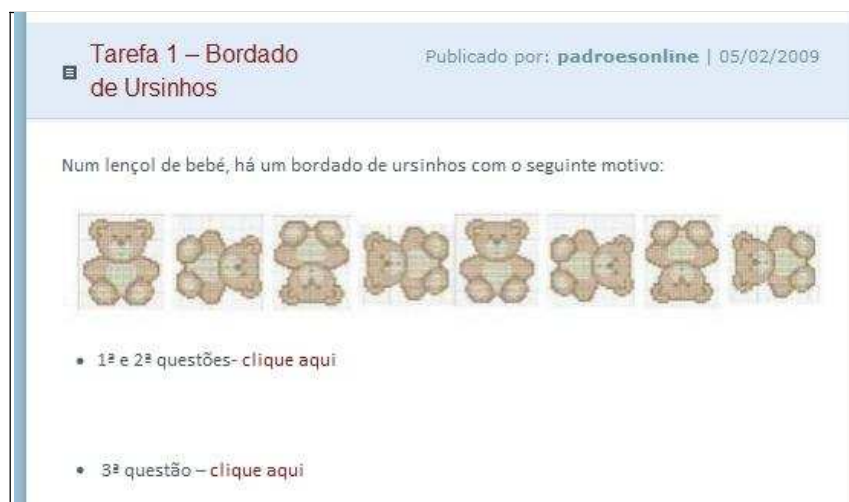 Tarefa 1 – Bordado
de Ursinhos
Publicado por: padroesonline | 05/02/2009
Num lençol de bebé, há um bordado de ursinhos com o seguinte motivo:
• 1ª e 2ª questões- clique aqui
• 3ª questão – clique aqui